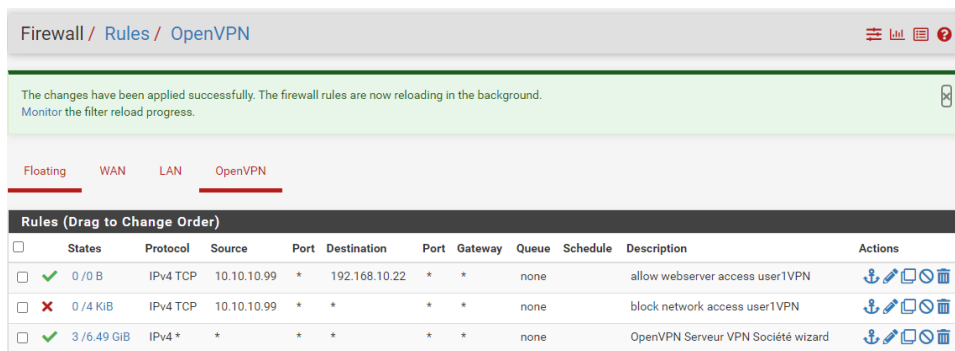 Firewall / Rules / OpenVPN
The changes have been applied successfully. The firewall rules are now reloading in the background.
Monitor the filter reload progress.
Floating WAN LAN OpenVPN
Rules (Drag to Change Order)
States Protocol Source Port Destination Port Gateway Queue Schedule Description Actions
0 /0 B IPv4 TCP 10.10.10.99 * 192.168.10.22 * * none allow webserver access user1VPN
0 /4 KiB IPv4 TCP 10.10.10.99 * * * * none block network access user1VPN
3 /6.49 GiB IPv4 * * * * * * none OpenVPN Serveur VPN Société wizard